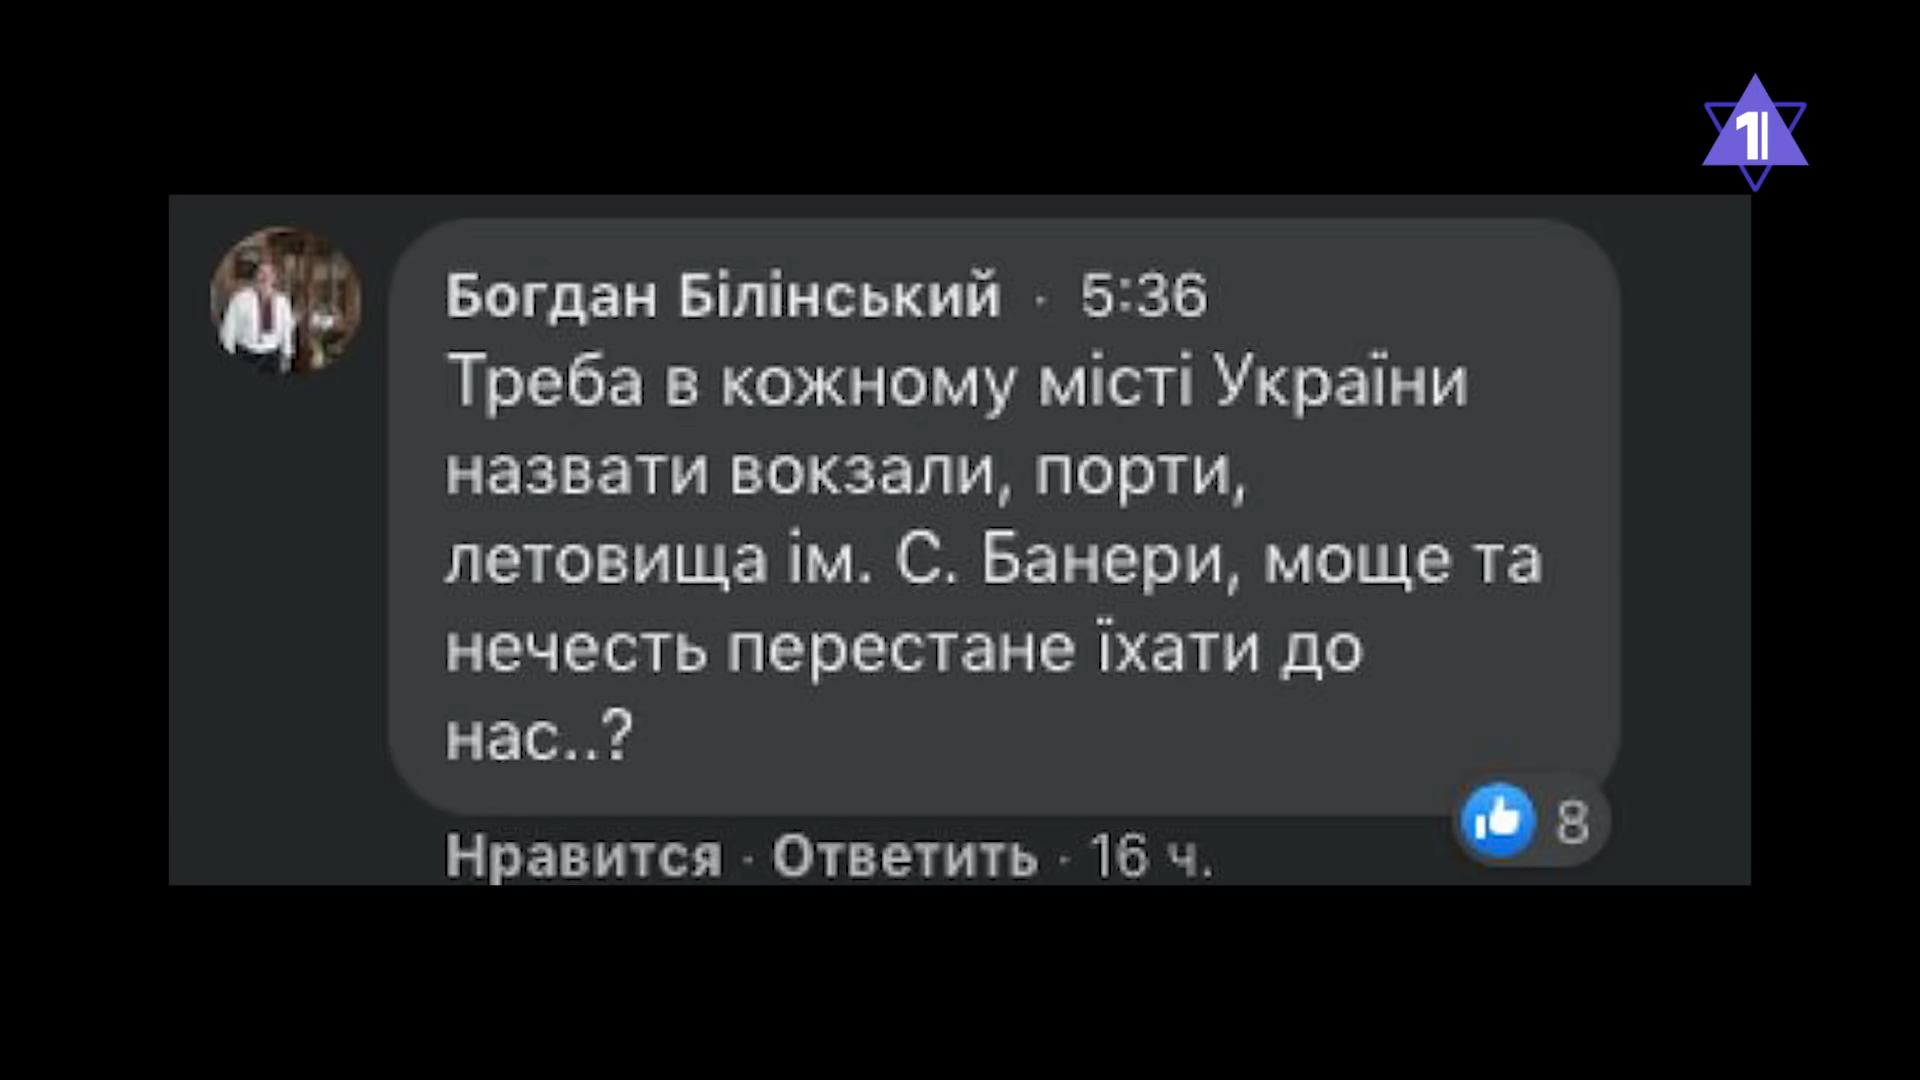 1
Богдан Білінський · 5:36
Треба в кожному місті України
назвати вокзали, порти,
летовища ім. С. Банери, моще та
нечесть перестане їхати до
нас..?
8
Нравится · Ответить · 16 ч.